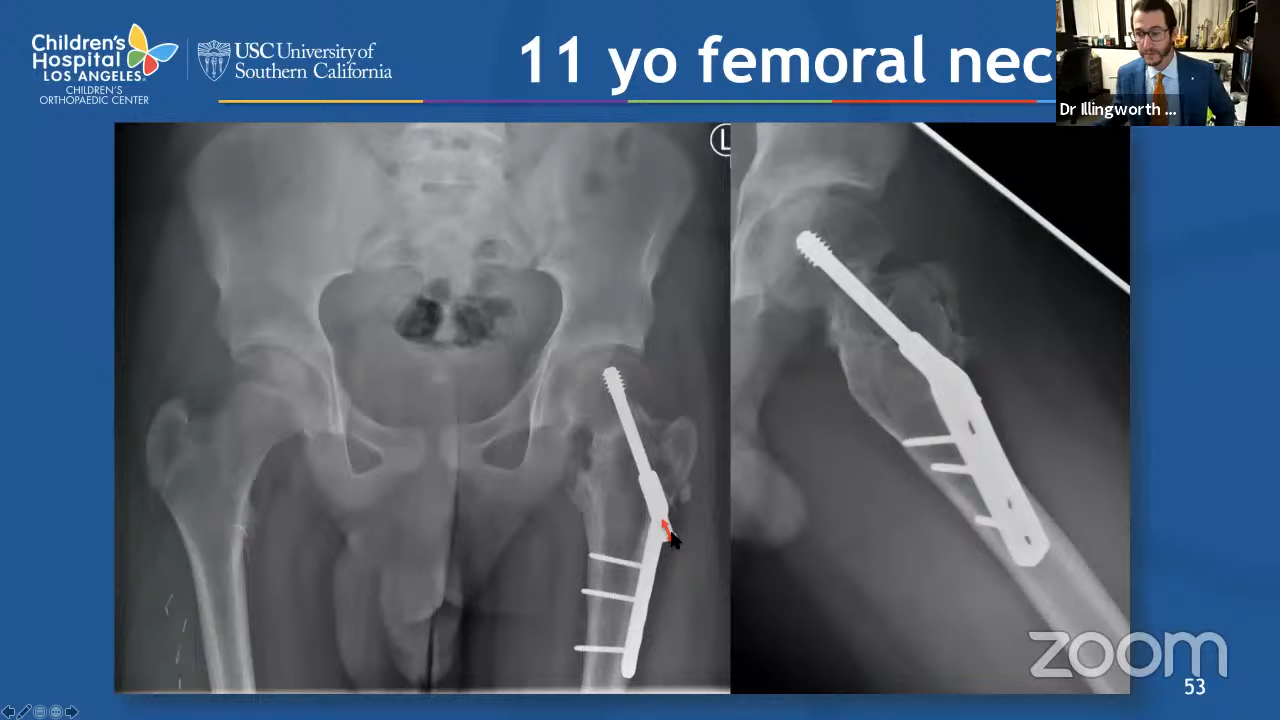 Children's
Hospital
LOS ANGELES
CHILDREN'S
ORTHOPAEDIC CENTER
USC University of
Southern California
11 yo femoral nec
Dr Illingworth ...
L
zoom
53